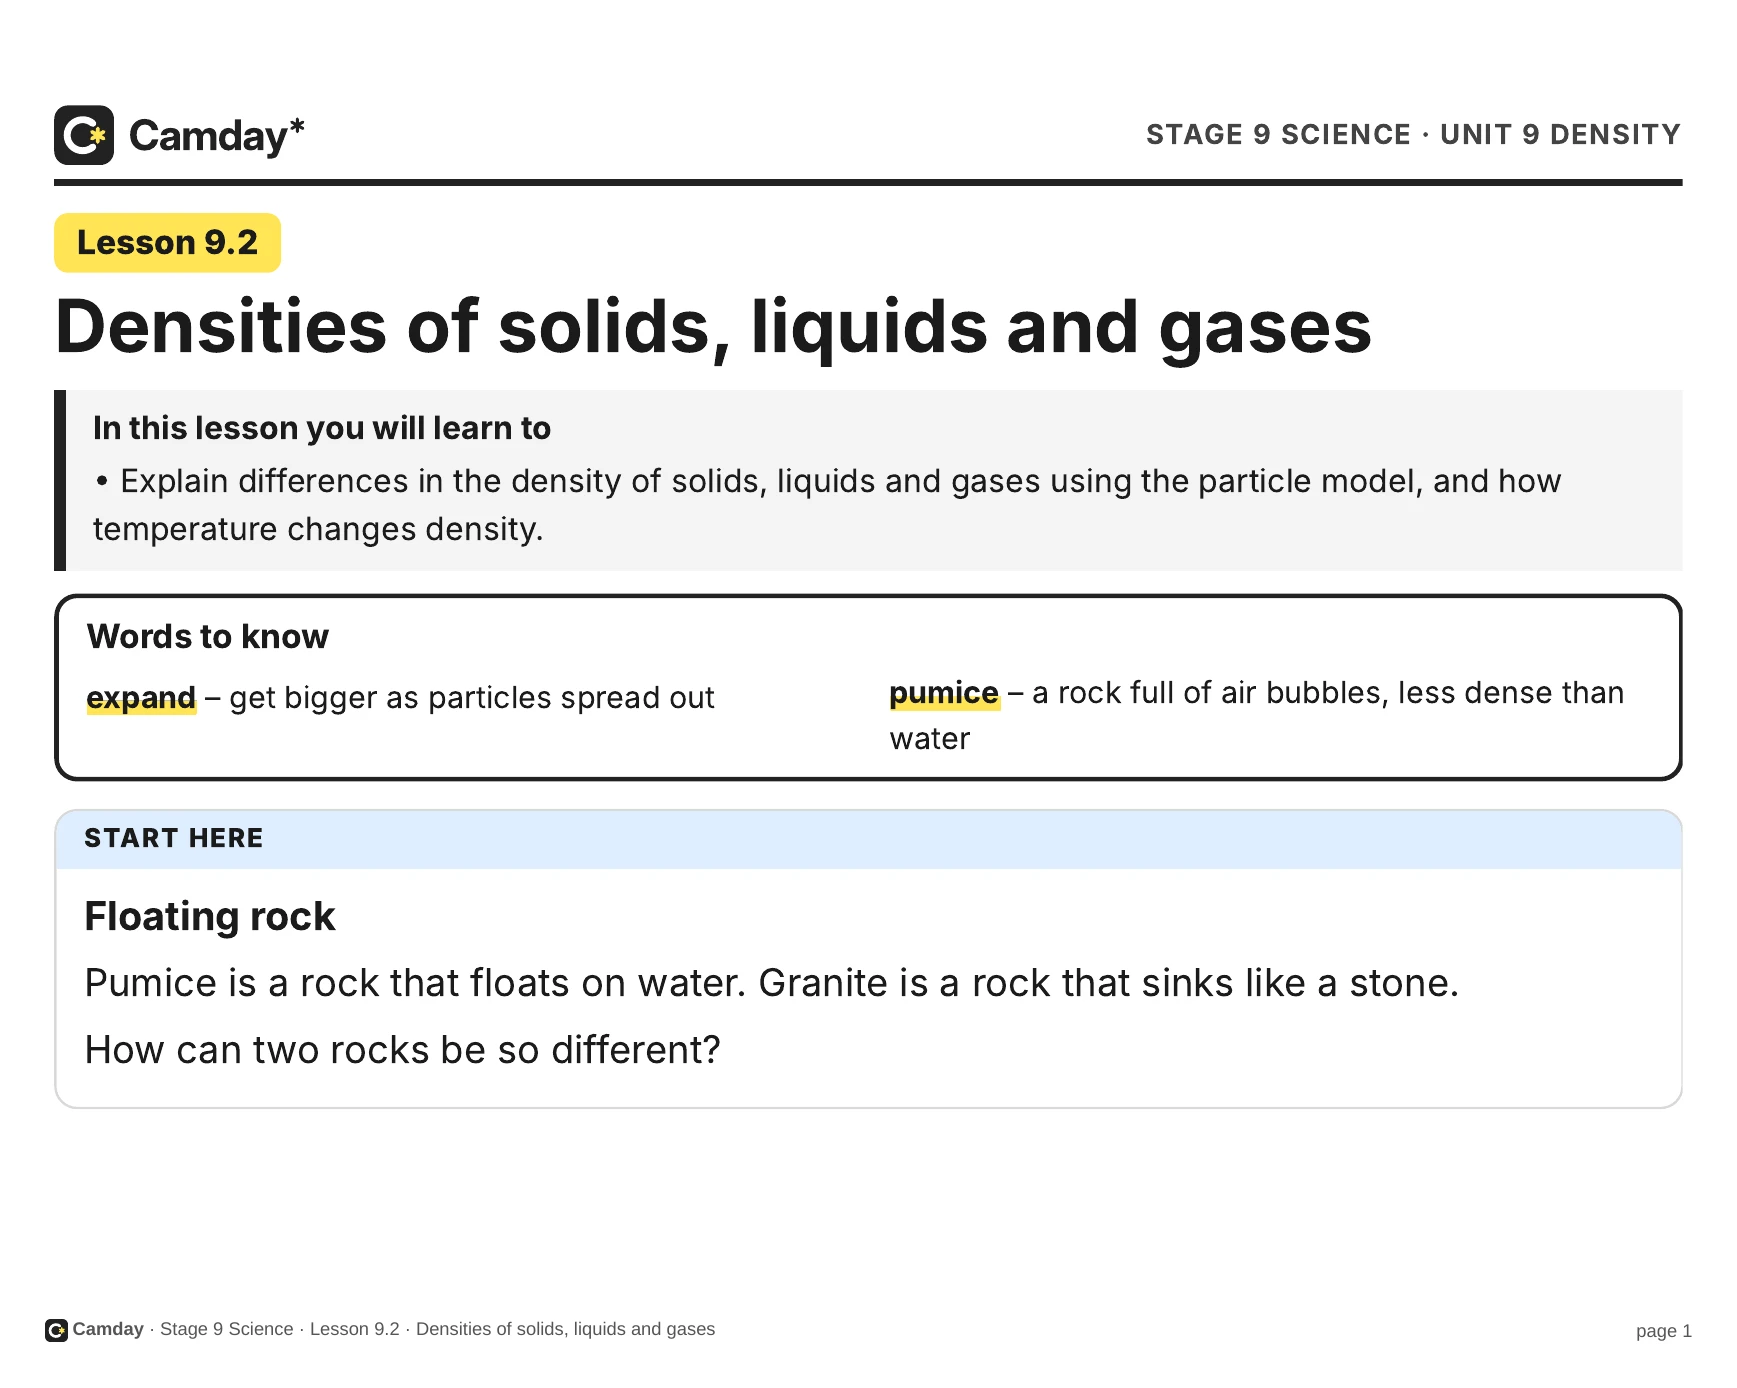 Camday*
STAGE 9 SCIENCE · UNIT 9 DENSITY
Lesson 9.2
Densities of solids, liquids and gases
In this lesson you will learn to
• Explain differences in the density of solids, liquids and gases using the particle model, and how
temperature changes density.
Words to know
expand – get bigger as particles spread out
pumice – a rock full of air bubbles, less dense than
water
START HERE
Floating rock
Pumice is a rock that floats on water. Granite is a rock that sinks like a stone.
How can two rocks be so different?
Camday · Stage 9 Science · Lesson 9.2 · Densities of solids, liquids and gases
page 1